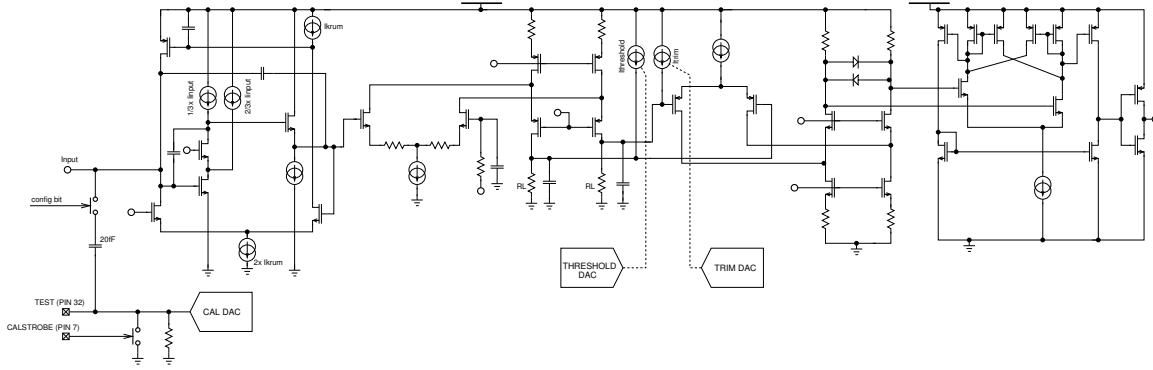 Ikrum
1/3x Iinput
2/3x Iinput
Ithreshold
Itrim
Input
config bit
20fF
2x Ikrum
RL
RL
THRESHOLD
DAC
TRIM DAC
TEST (PIN 32)
CAL DAC
CALSTROBE (PIN 7)